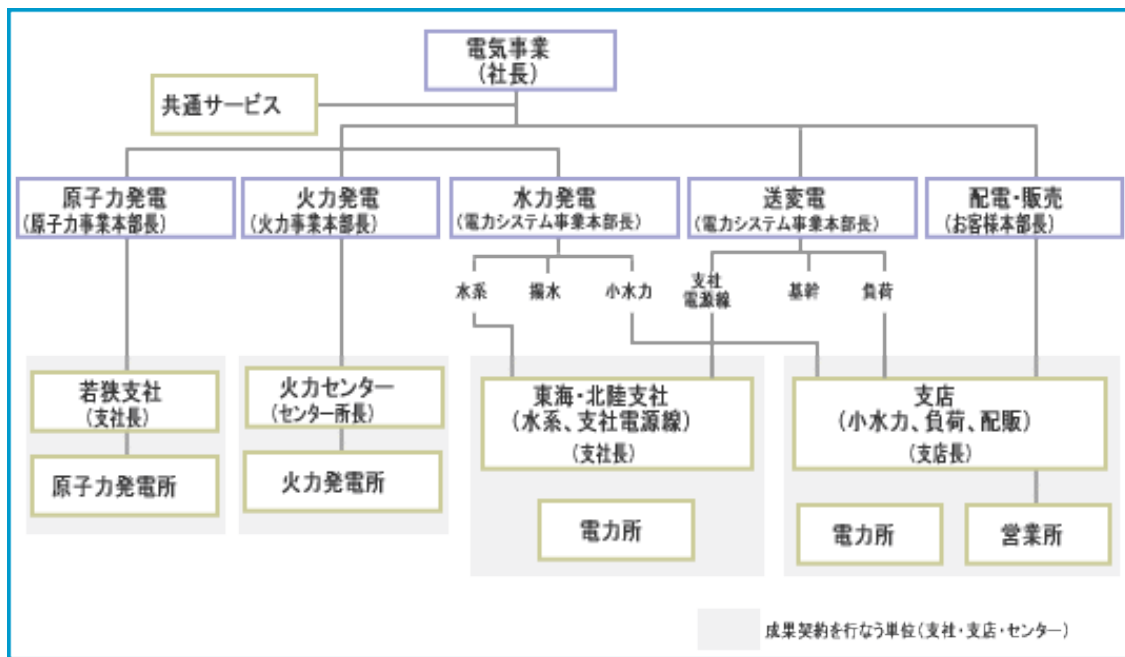 電気事業
(社長)
共通サービス
原子力発電
(原子力事業本部長)
火力発電
(火力事業本部長)
水力発電
(電力システム事業本部長)
送変電
(電力システム事業本部長)
配電・販売
(お客様本部長)
水系
揚水
小水力
支社
電源線
基幹
負荷
若狭支社
(支社長)
火力センター
(センター所長)
東海・北陸支社
(水系、支社電源線)
(支社長)
支店
(小水力、負荷、配販)
(支店長)
原子力発電所
火力発電所
電力所
電力所
営業所
成果契約を行なう単位(支社・支店・センター)